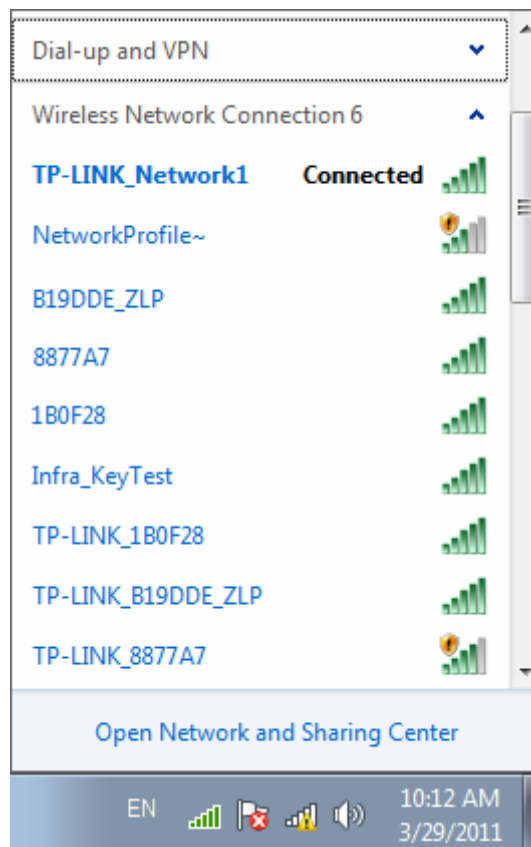 Dial-up and VPN
Wireless Network Connection 6
TP-LINK_Network1 Connected
NetworkProfile~
B19DDE_ZLP
8877A7
1B0F28
Infra_KeyTest
TP-LINK_1B0F28
TP-LINK_B19DDE_ZLP
TP-LINK_8877A7
Open Network and Sharing Center
EN
10:12 AM
3/29/2011